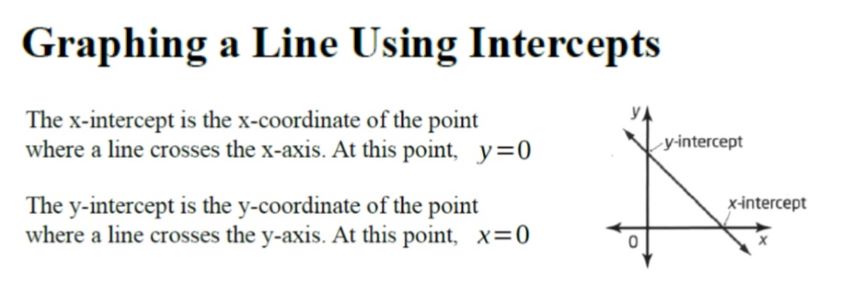 Graphing a Line Using Intercepts
The x-intercept is the x-coordinate of the point
where a line crosses the x-axis. At this point, y=0
The y-intercept is the y-coordinate of the point
where a line crosses the y-axis. At this point, x=0
y
y-intercept
x-intercept
0
x